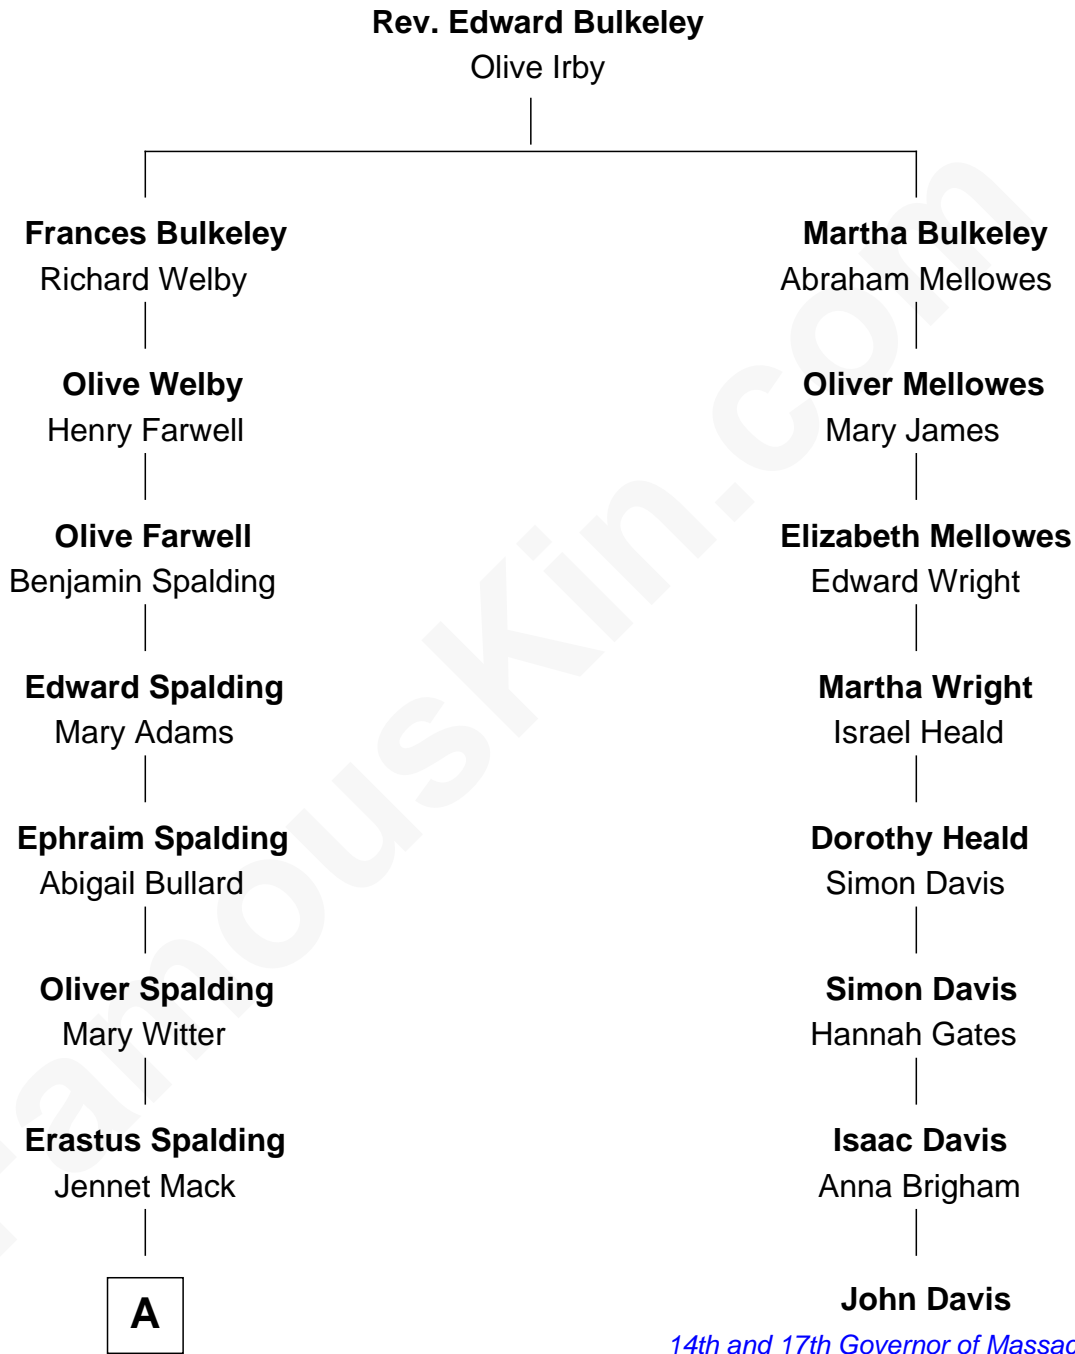 Rev. Edward Bulkeley
Olive Irby
Frances Bulkeley
Richard Welby
Martha Bulkeley
Abraham Mellowes
Olive Welby
Henry Farwell
Oliver Mellowes
Mary James
Olive Farwell
Benjamin Spalding
Elizabeth Mellowes
Edward Wright
Edward Spalding
Mary Adams
Martha Wright
Israel Heald
Ephraim Spalding
Abigail Bullard
Dorothy Heald
Simon Davis
Oliver Spalding
Mary Witter
Simon Davis
Hannah Gates
Erastus Spalding
Jennet Mack
Isaac Davis
Anna Brigham
A
John Davis
14th and 17th Governor of Massac
FamousKin.com